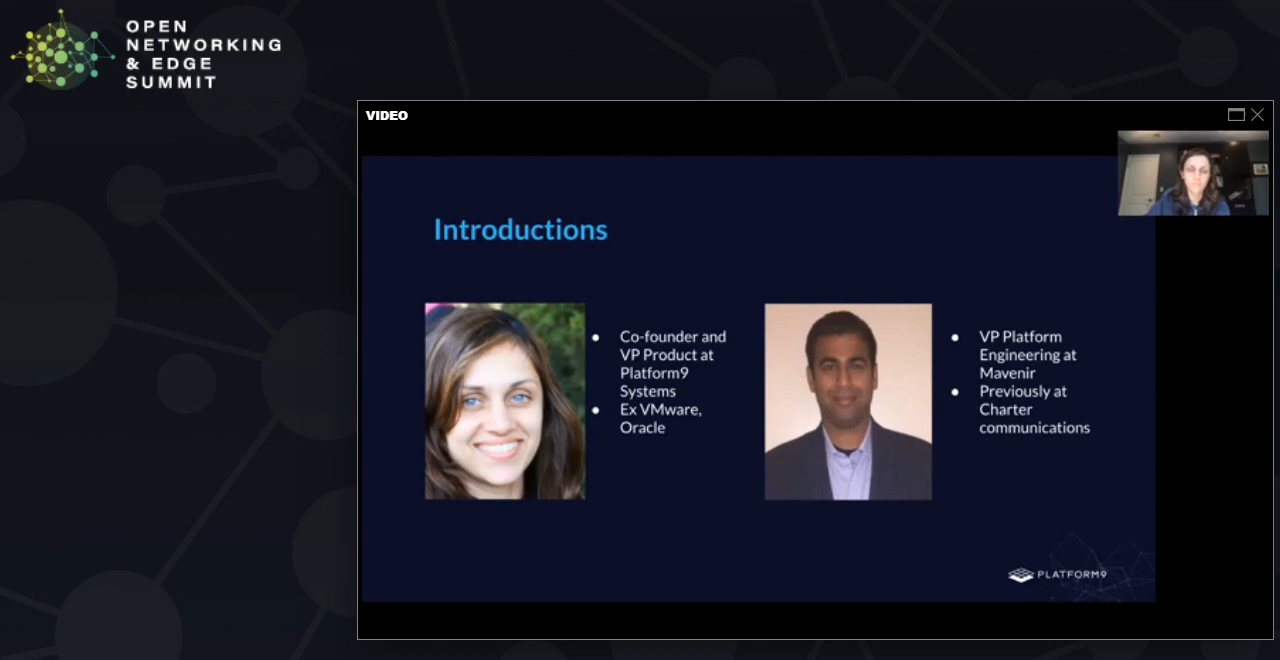 OPEN
NETWORKING
& EDGE
SUMMIT
VIDEO
Introductions
• Co-founder and
VP Product at
Platform9
Systems
• Ex VMware,
Oracle
• VP Platform
Engineering at
Mavenir
• Previously at
Charter
communications
PLATFORM9